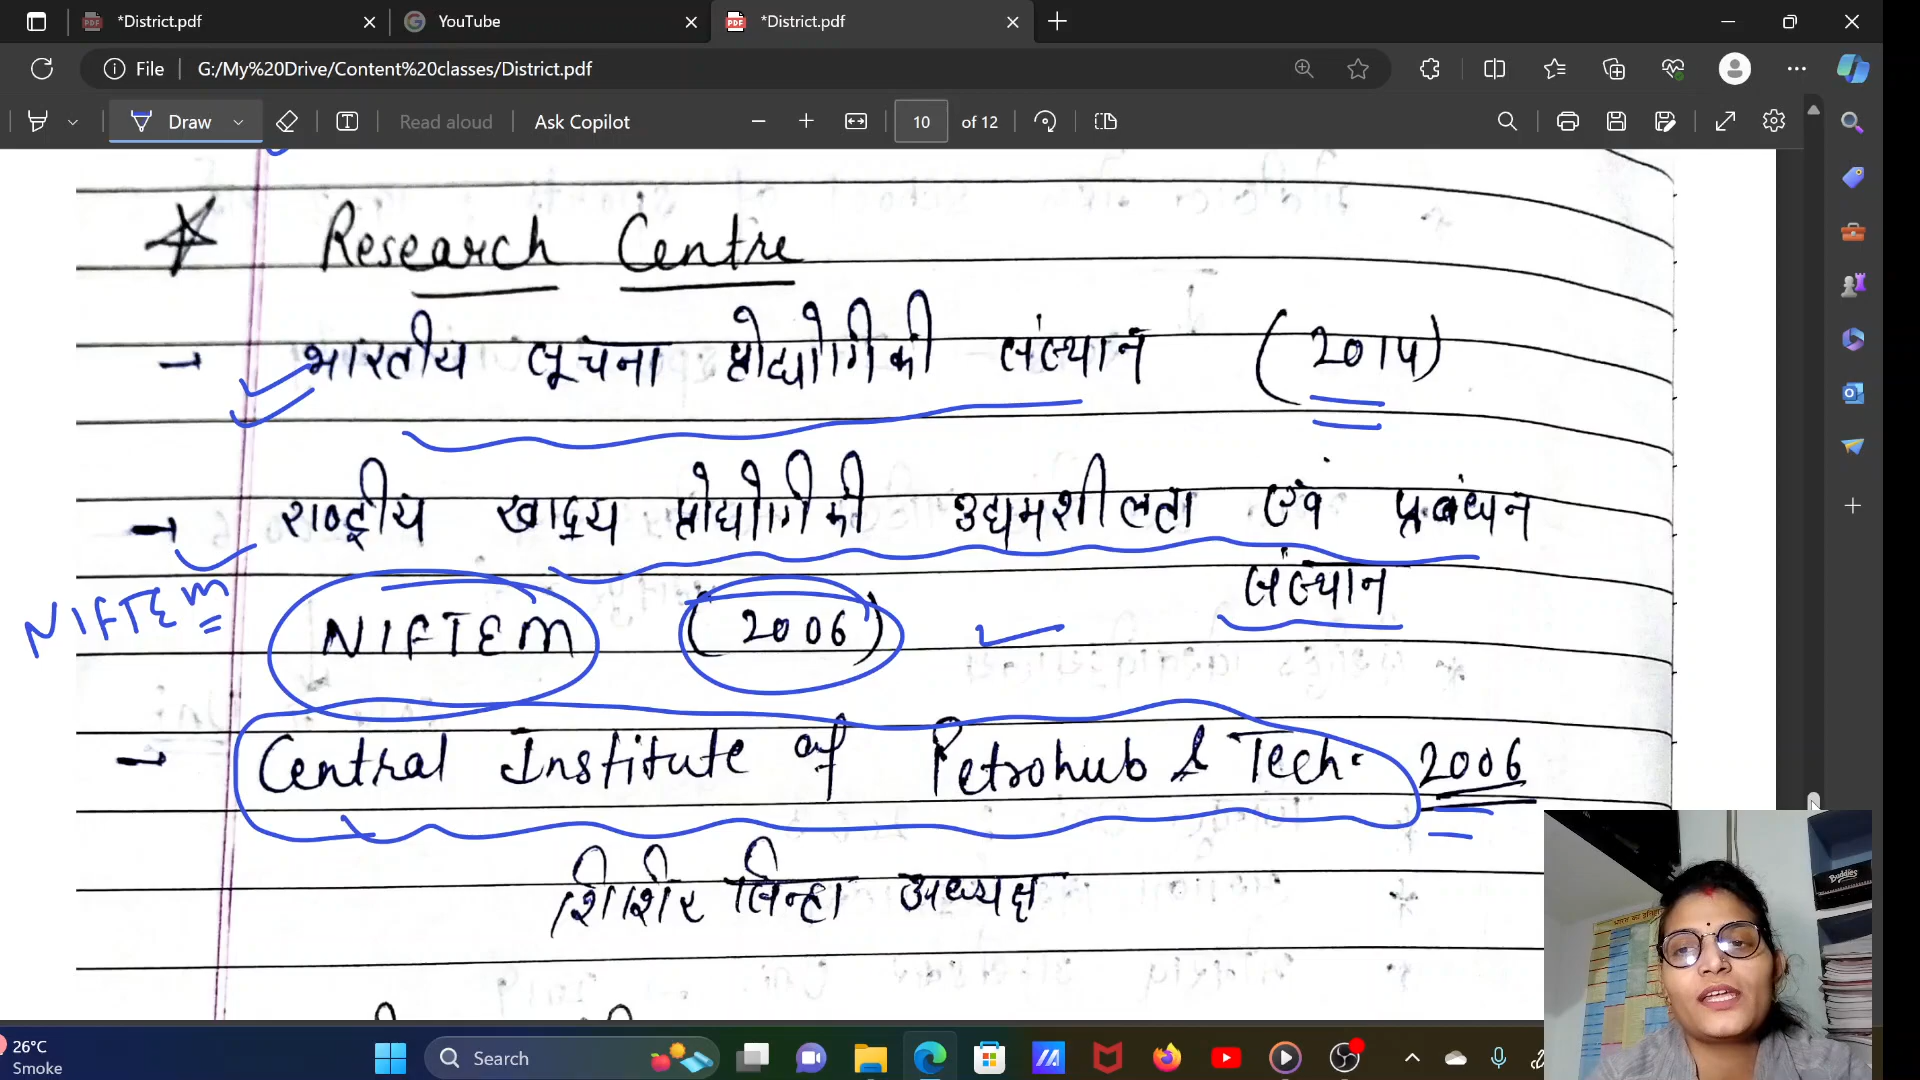 *District.pdf
YouTube
*District.pdf
File G:/My%20Drive/Content%20classes/District.pdf
Draw Read aloud Ask Copilot 10 of 12
Research Centre
→ भारतीय सूचना प्रोद्योगिकी संस्थान (2014)
→ राष्ट्रीय खाद्य प्रोद्योगिकी उद्यमशीलता एवं प्रबंधन
संस्थान
NIFTEM
NIFTEM (2006)
→ Central Institute of Petrohub & Tech. 2006
शिशिर सिन्हा अध्यक्ष
Buddies
26°C
Smoke
Search